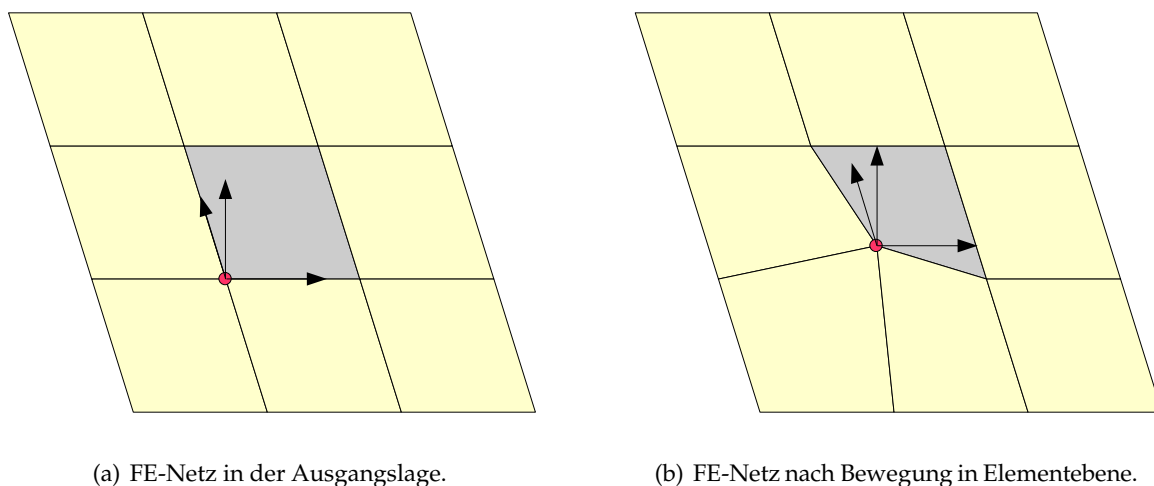 (a) FE-Netz in der Ausgangslage.
(b) FE-Netz nach Bewegung in Elementebene.